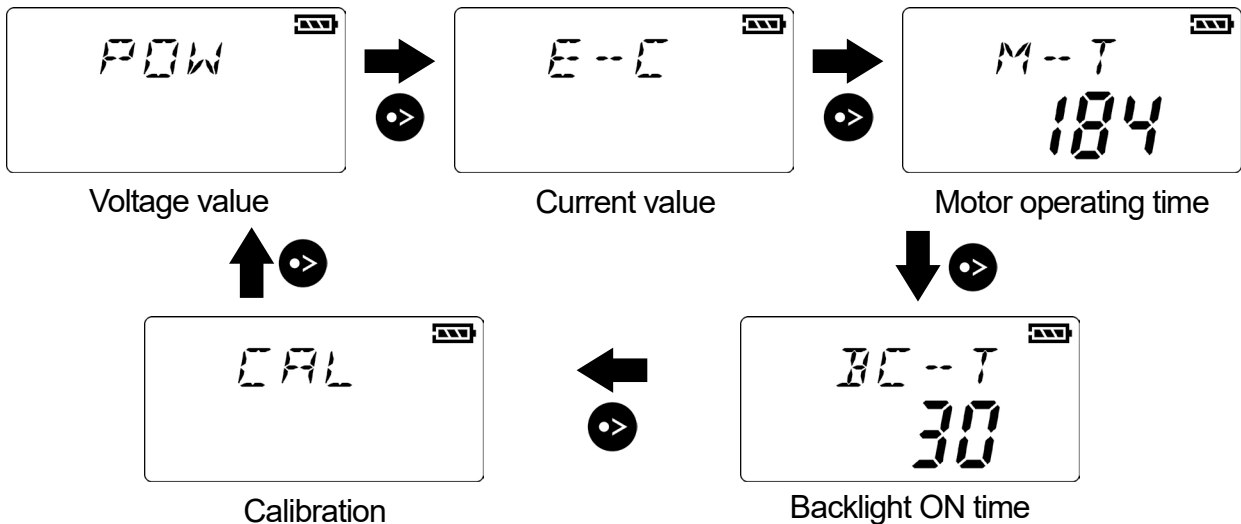 POW
E--C
M--T
184
Voltage value
Current value
Motor operating time
CAL
BC--T
30
Calibration
Backlight ON time